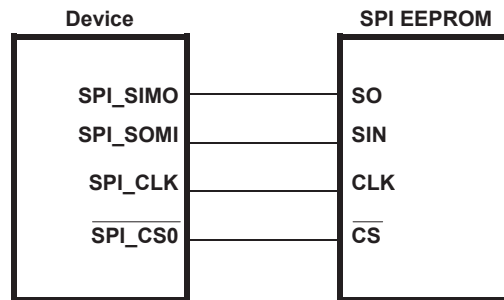 Device SPI EEPROM
SPI_SIMO SO
SPI_SOMI SIN
SPI_CLK CLK
SPI_CS0 CS